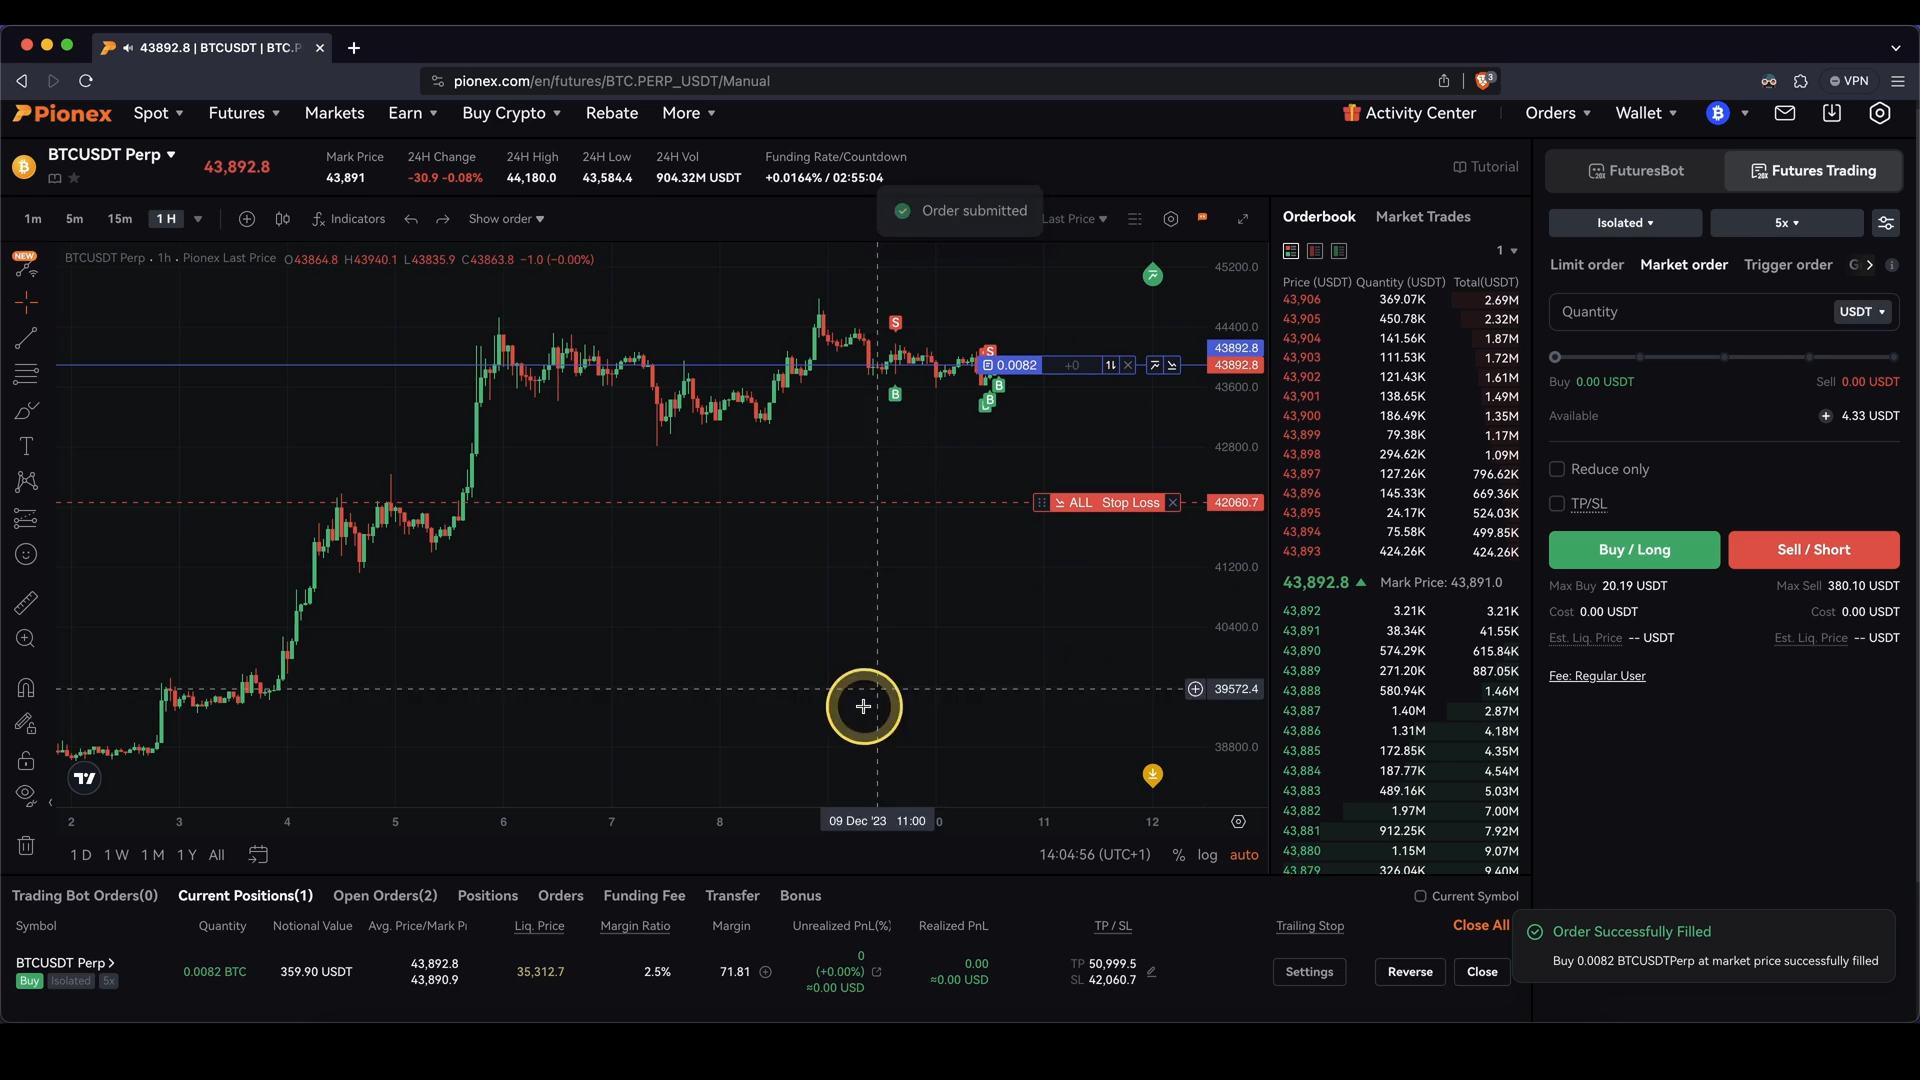 43892.8 | BTCUSDT | BTC.P
pionex.com/en/futures/BTC.PERP_USDT/Manual
3
VPN
Pionex Spot Futures Markets Earn Buy Crypto Rebate More Activity Center Orders Wallet
BTCUSDT Perp
43,892.8
Mark Price 24H Change 24H High 24H Low 24H Vol Funding Rate/Countdown
43,891 -30.9 -0.08% 44,180.0 43,584.4 904.32M USDT +0.0164% / 02:55:04
Tutorial
FuturesBot Futures Trading
1m 5m 15m 1 H Indicators Show order
Order submitted
Last Price
BTCUSDT Perp · 1h · Pionex Last Price O43864.8 H43940.1 L43835.9 C43863.8 −1.0 (−0.00%)
NEW
45200.0
44400.0
43892.8
43892.8
43600.0
42800.0
42060.7
41200.0
40400.0
39572.4
38800.0
S
S
B
B
B
0.0082 +0
ALL Stop Loss
2 3 4 5 6 7 8 09 Dec '23 11:00 0 11 12
1 D 1 W 1 M 1 Y All
14:04:56 (UTC+1) % log auto
Orderbook Market Trades
1
Price (USDT) Quantity (USDT) Total(USDT)
43,906 369.07K 2.69M
43,905 450.78K 2.32M
43,904 141.56K 1.87M
43,903 111.53K 1.72M
43,902 121.43K 1.61M
43,901 138.65K 1.49M
43,900 186.49K 1.35M
43,899 79.38K 1.17M
43,898 294.62K 1.09M
43,897 127.26K 796.62K
43,896 145.33K 669.36K
43,895 24.17K 524.03K
43,894 75.58K 499.85K
43,893 424.26K 424.26K
43,892.8 Mark Price: 43,891.0
43,892 3.21K 3.21K
43,891 38.34K 41.55K
43,890 574.29K 615.84K
43,889 271.20K 887.05K
43,888 580.94K 1.46M
43,887 1.40M 2.87M
43,886 1.31M 4.18M
43,885 172.85K 4.35M
43,884 187.77K 4.54M
43,883 489.16K 5.03M
43,882 1.97M 7.00M
43,881 912.25K 7.92M
43,880 1.15M 9.07M
43,879 326.04K 9.40M
Isolated 5x
Limit order Market order Trigger order
Quantity USDT
Buy 0.00 USDT Sell 0.00 USDT
Available 4.33 USDT
Reduce only
TP/SL
Buy / Long Sell / Short
Max Buy 20.19 USDT Max Sell 380.10 USDT
Cost 0.00 USDT Cost 0.00 USDT
Est. Liq. Price -- USDT Est. Liq. Price -- USDT
Fee: Regular User
Trading Bot Orders(0) Current Positions(1) Open Orders(2) Positions Orders Funding Fee Transfer Bonus Current Symbol
Symbol Quantity Notional Value Avg. Price/Mark Pi Liq. Price Margin Ratio Margin Unrealized PnL(%) Realized PnL TP / SL Trailing Stop Close All
BTCUSDT Perp
Buy Isolated 5x
0.0082 BTC
359.90 USDT
43,892.8
43,890.9
35,312.7
2.5%
71.81
0
(+0.00%)
≈0.00 USD
0.00
≈0.00 USD
TP 50,999.5
SL 42,060.7
Settings Reverse Close
Order Successfully Filled
Buy 0.0082 BTCUSDTPerp at market price successfully filled